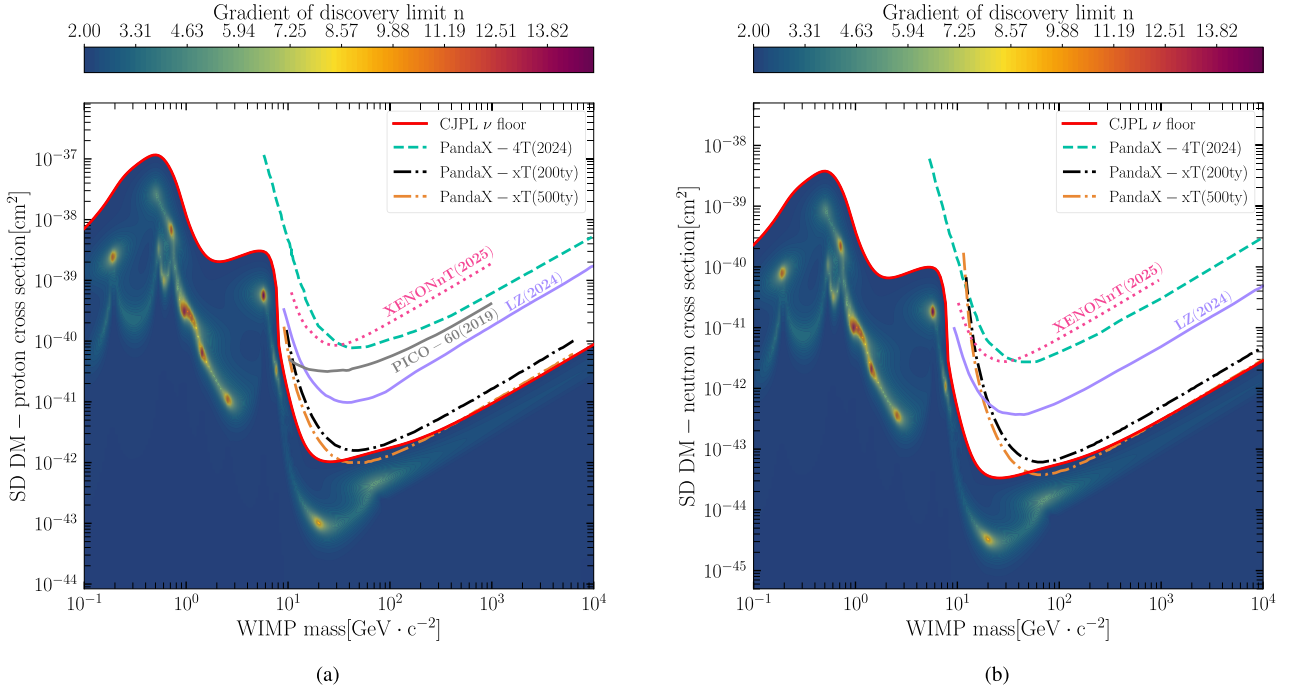 Gradient of discovery limit n
2.00 3.31 4.63 5.94 7.25 8.57 9.88 11.19 12.51 13.82
CJPL ν floor
PandaX − 4T(2024)
PandaX − xT(200ty)
PandaX − xT(500ty)
XENONnT(2025)
LZ(2024)
PICO − 60(2019)
SD DM − proton cross section[cm²]
10⁻³⁷
10⁻³⁸
10⁻³⁹
10⁻⁴⁰
10⁻⁴¹
10⁻⁴²
10⁻⁴³
10⁻⁴⁴
10⁻¹ 10⁰ 10¹ 10² 10³ 10⁴
WIMP mass[GeV · c⁻²]
(a)
Gradient of discovery limit n
2.00 3.31 4.63 5.94 7.25 8.57 9.88 11.19 12.51 13.82
CJPL ν floor
PandaX − 4T(2024)
PandaX − xT(200ty)
PandaX − xT(500ty)
XENONnT(2025)
LZ(2024)
SD DM − neutron cross section[cm²]
10⁻³⁸
10⁻³⁹
10⁻⁴⁰
10⁻⁴¹
10⁻⁴²
10⁻⁴³
10⁻⁴⁴
10⁻⁴⁵
10⁻¹ 10⁰ 10¹ 10² 10³ 10⁴
WIMP mass[GeV · c⁻²]
(b)